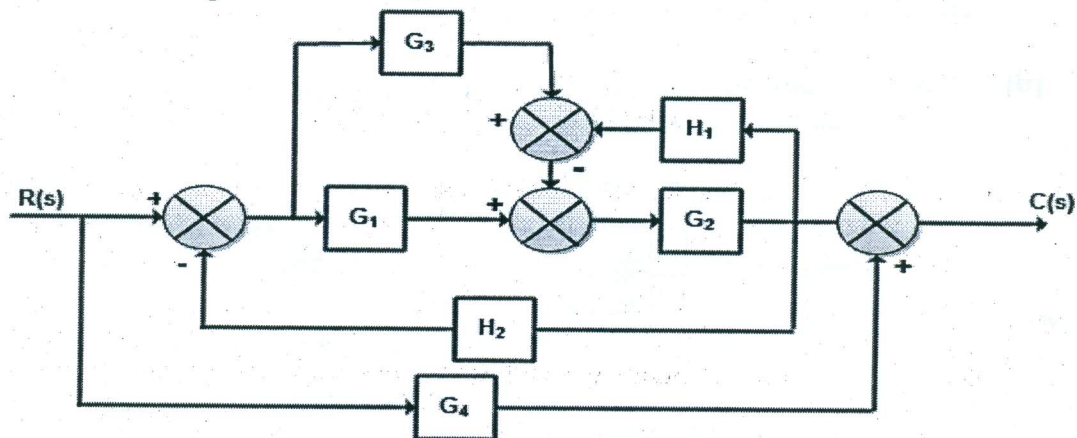 G₃
+
H₁
-
R(s)
+
G₁
+
G₂
C(s)
-
+
H₂
G₄